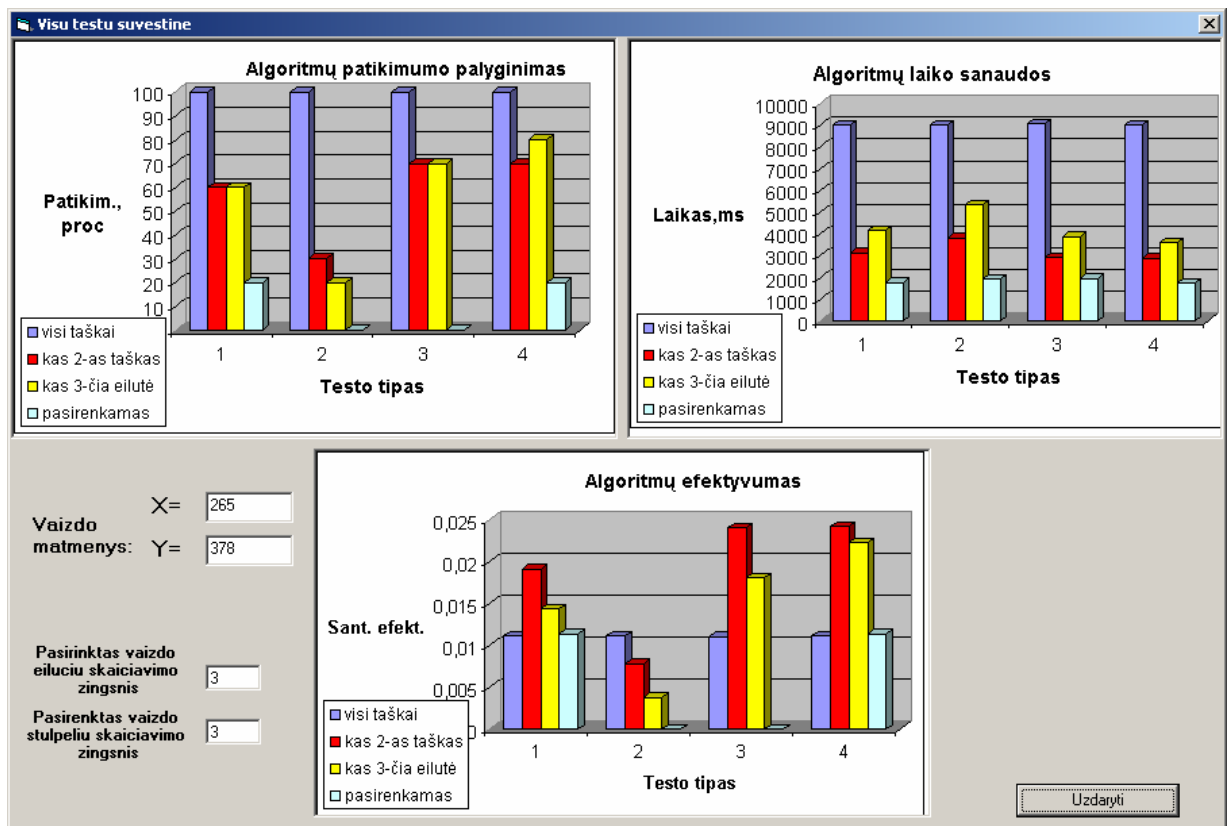 Visu testu suvestine
Algoritmų patikimumo palyginimas
100
90
80
70
60
50
40
30
20
10
Patikim.,
proc
1 2 3 4
Testo tipas
visi taškai
kas 2-as taškas
kas 3-čia eilutė
pasirenkamas
Algoritmų laiko sanaudos
10000
9000
8000
7000
6000
5000
4000
3000
2000
1000
0
Laikas,ms
1 2 3 4
Testo tipas
visi taškai
kas 2-as taškas
kas 3-čia eilutė
pasirenkamas
Vaizdo
matmenys:
X= 265
Y= 378
Pasirinktas vaizdo
eiluciu skaiciavimo
zingsnis
3
Pasirenktas vaizdo
stulpeliu skaiciavimo
zingsnis
3
Algoritmų efektyvumas
0,025
0,02
0,015
0,01
0,005
0
Sant. efekt.
1 2 3 4
Testo tipas
visi taškai
kas 2-as taškas
kas 3-čia eilutė
pasirenkamas
Uzdaryti